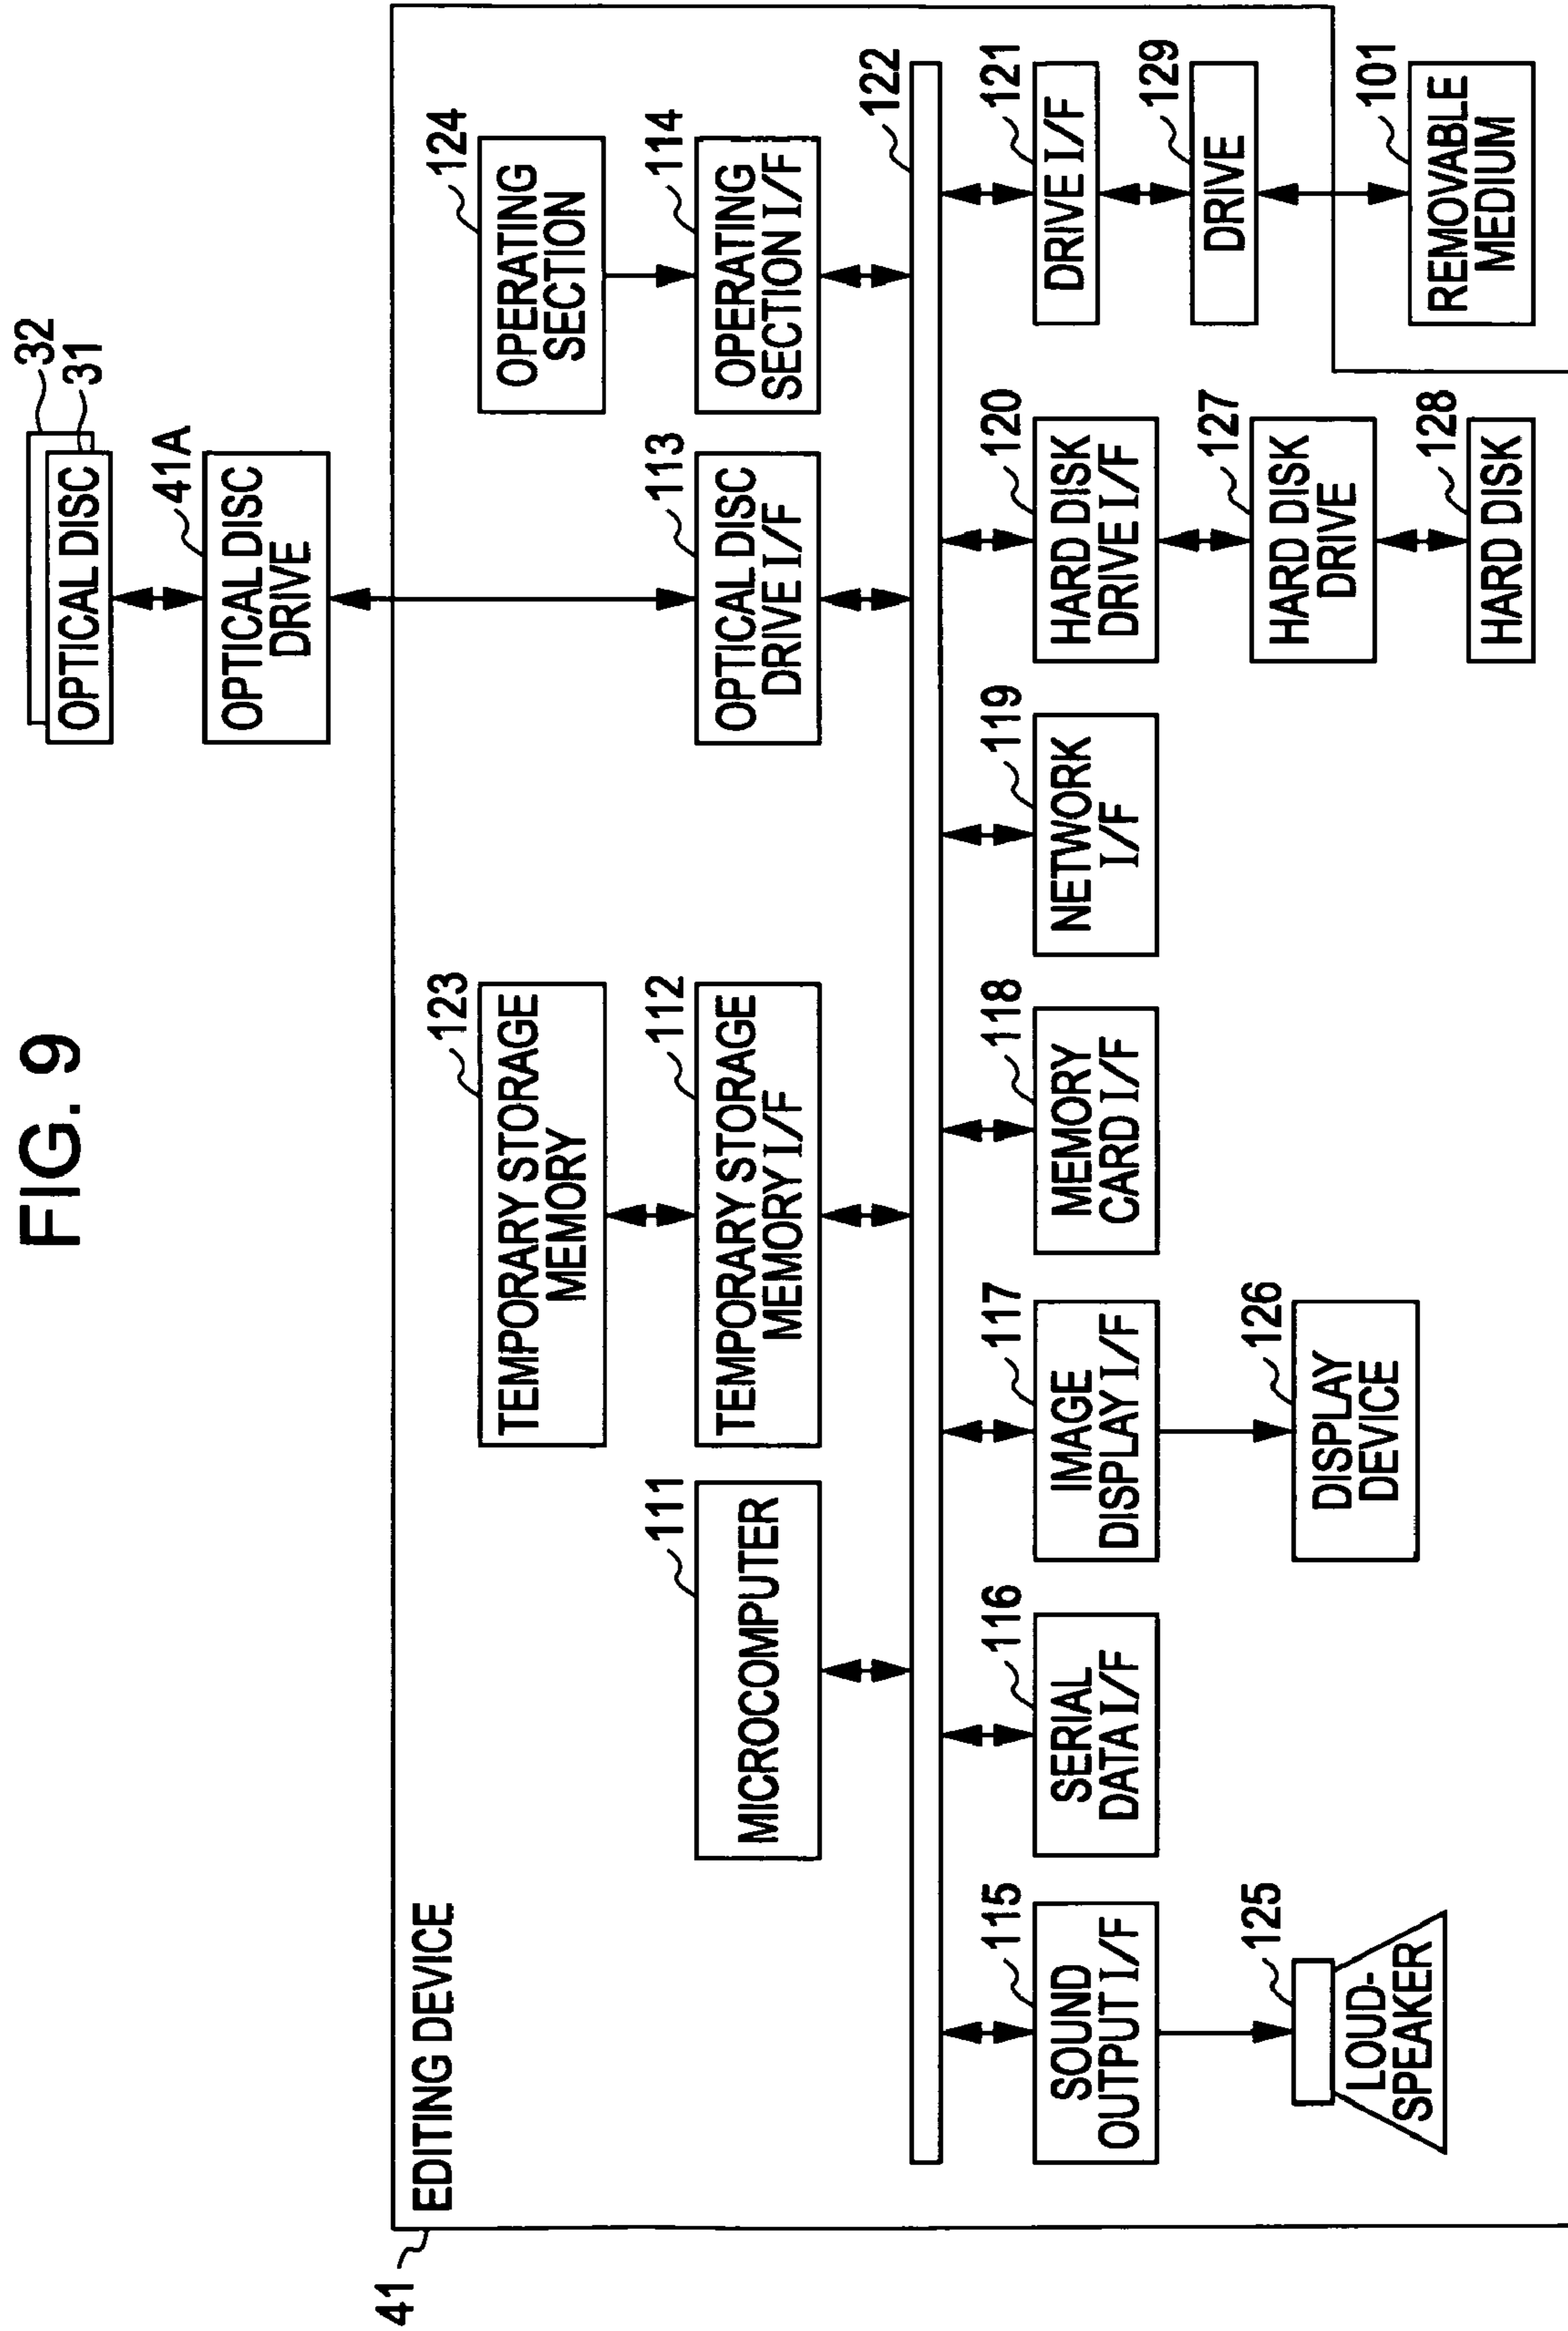 FIG. 9
32
31
OPTICAL DISC
41A
OPTICAL DISC
DRIVE
41
EDITING DEVICE
123
TEMPORARY STORAGE
MEMORY
124
OPERATING
SECTION
111
MICROCOMPUTER
112
TEMPORARY STORAGE
MEMORY I/F
113
OPTICAL DISC
DRIVE I/F
114
OPERATING
SECTION I/F
122
115
SOUND
OUTPUT I/F
116
SERIAL
DATA I/F
117
IMAGE
DISPLAY I/F
118
MEMORY
CARD I/F
119
NETWORK
I/F
120
HARD DISK
DRIVE I/F
121
DRIVE I/F
125
LOUD-
SPEAKER
126
DISPLAY
DEVICE
127
HARD DISK
DRIVE
129
DRIVE
128
HARD DISK
101
REMOVABLE
MEDIUM